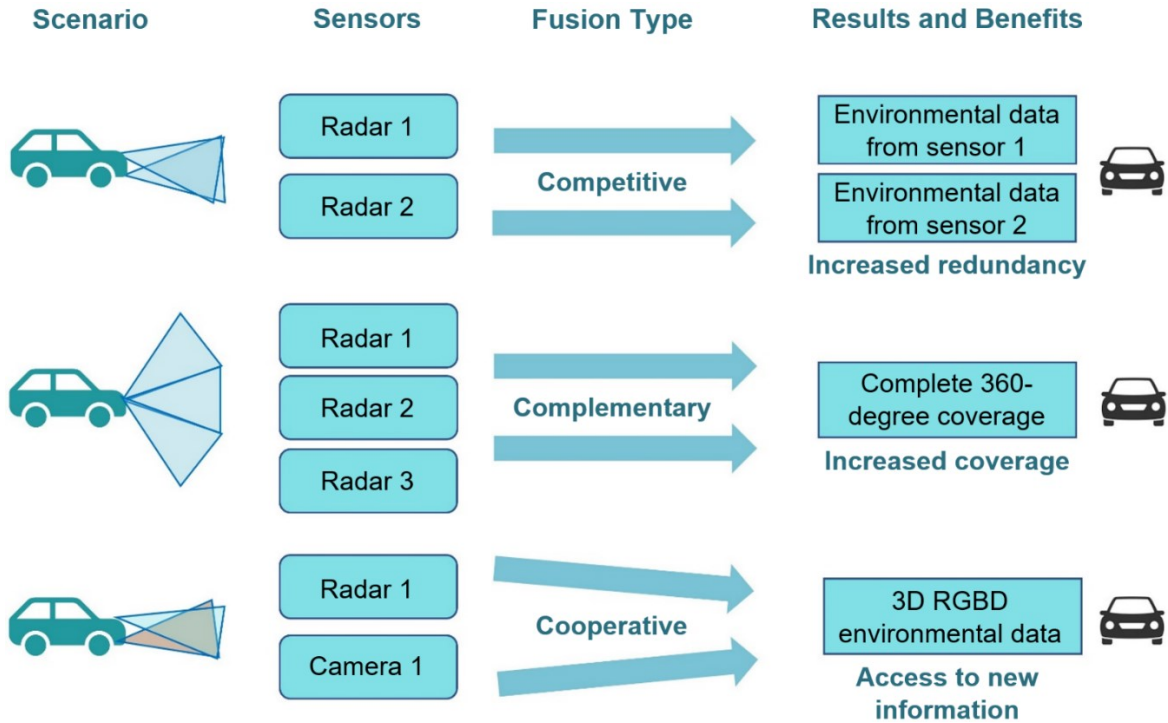 Scenario
Sensors
Fusion Type
Results and Benefits
Radar 1
Radar 2
Competitive
Environmental data
from sensor 1
Environmental data
from sensor 2
Increased redundancy
Radar 1
Radar 2
Radar 3
Complementary
Complete 360-
degree coverage
Increased coverage
Radar 1
Camera 1
Cooperative
3D RGBD
environmental data
Access to new
information